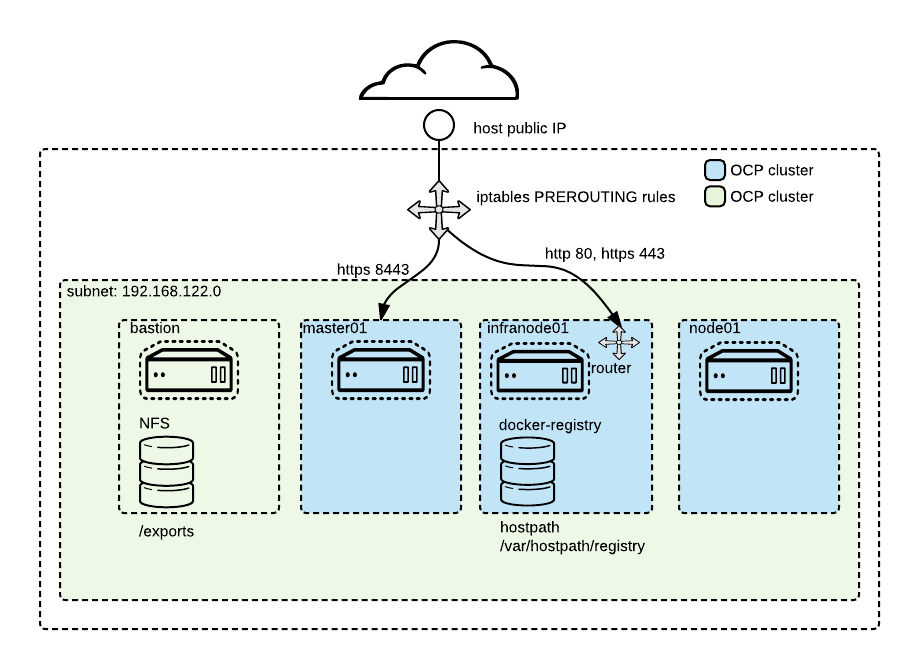 host public IP
OCP cluster
iptables PREROUTING rules
OCP cluster
http 80, https 443
https 8443
subnet: 192.168.122.0
bastion
master01
infranode01
node01
router
NFS
docker-registry
/exports
hostpath
/var/hostpath/registry